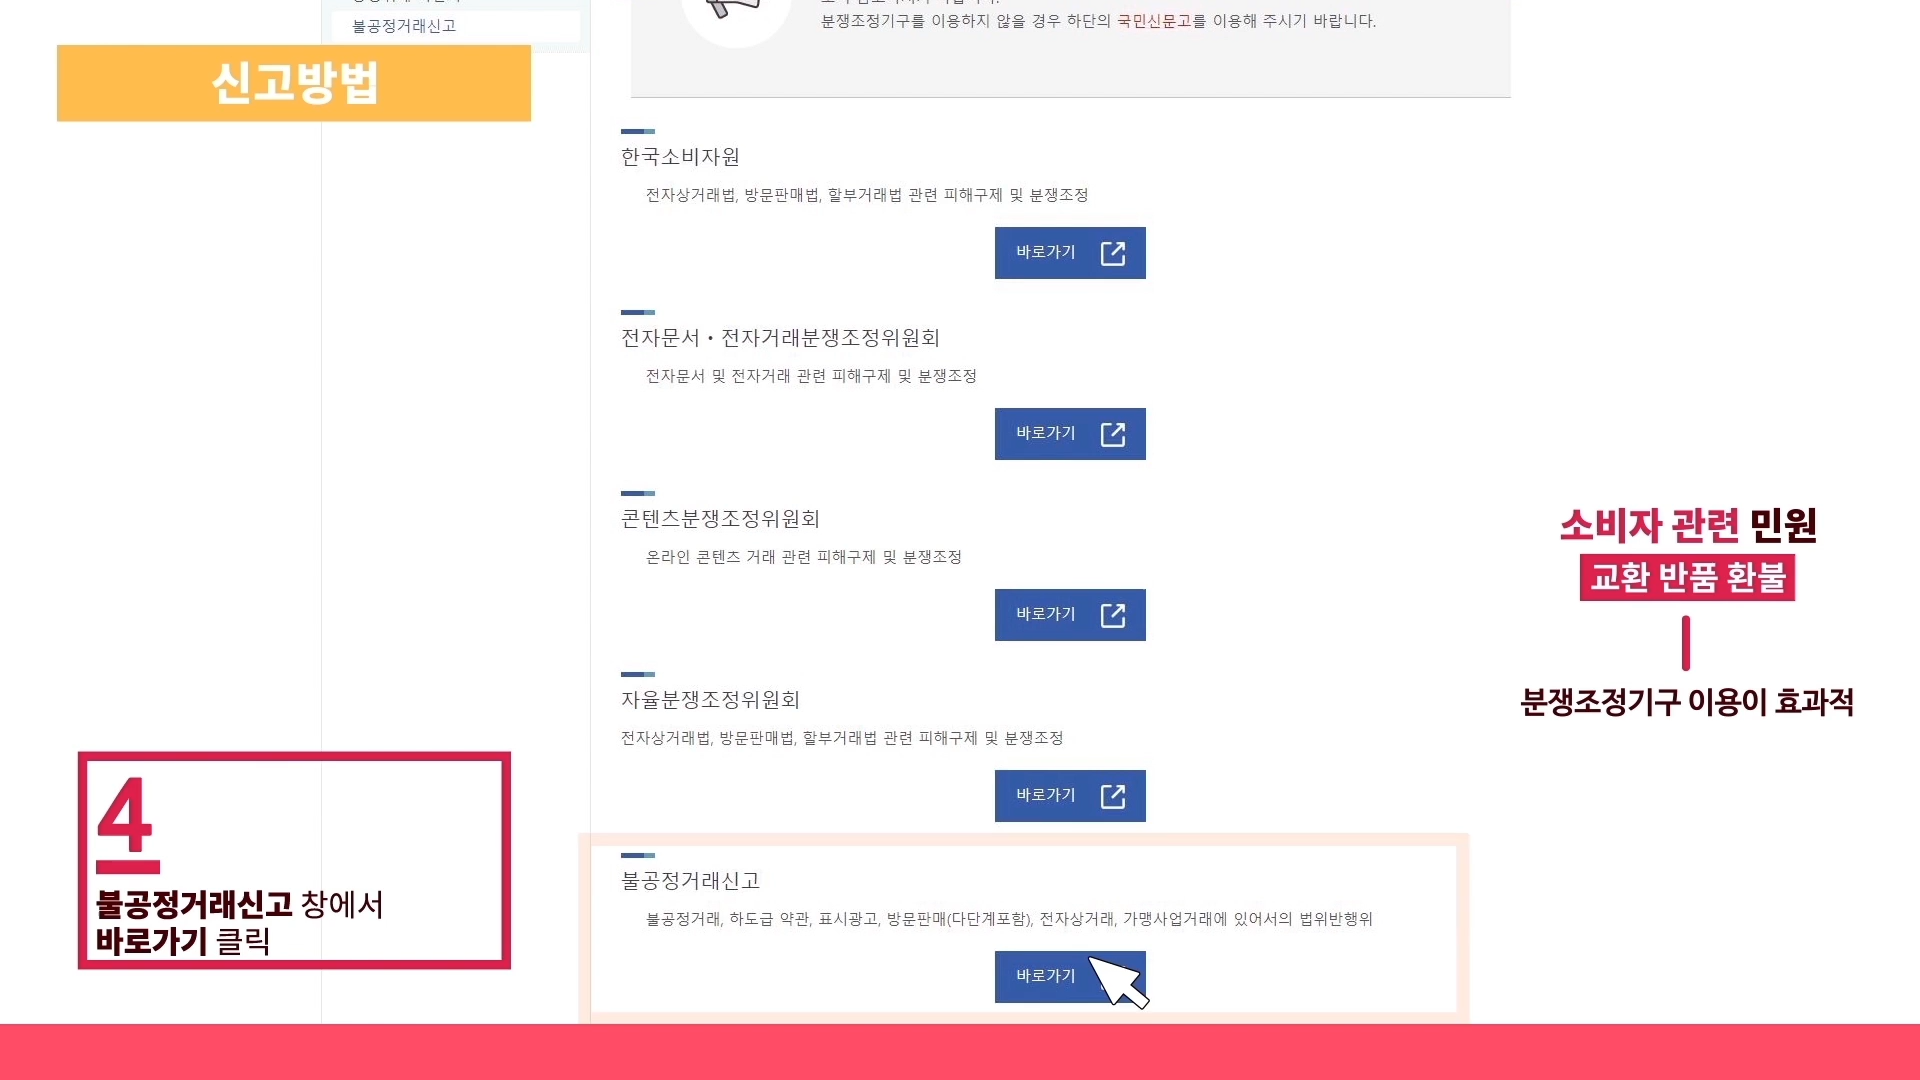 불공정거래신고
분쟁조정기구를 이용하지 않을 경우 하단의 국민신문고를 이용해 주시기 바랍니다.
신고방법
한국소비자원
전자상거래법, 방문판매법, 할부거래법 관련 피해구제 및 분쟁조정
바로가기
전자문서・전자거래분쟁조정위원회
전자문서 및 전자거래 관련 피해구제 및 분쟁조정
바로가기
콘텐츠분쟁조정위원회
온라인 콘텐츠 거래 관련 피해구제 및 분쟁조정
바로가기
자율분쟁조정위원회
전자상거래법, 방문판매법, 할부거래법 관련 피해구제 및 분쟁조정
바로가기
불공정거래신고
불공정거래, 하도급 약관, 표시광고, 방문판매(다단계포함), 전자상거래, 가맹사업거래에 있어서의 법위반행위
바로가기
소비자 관련 민원
교환 반품 환불
분쟁조정기구 이용이 효과적
4
불공정거래신고 창에서
바로가기 클릭